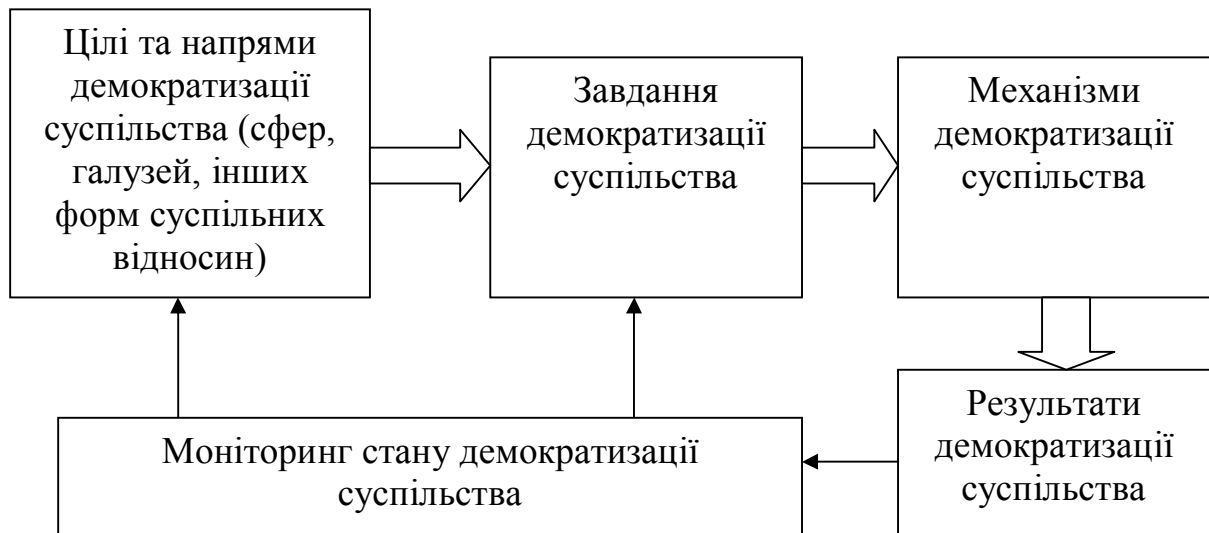 Цілі та напрями
демократизації
суспільства (сфер,
галузей, інших
форм суспільних
відносин)
Завдання
демократизації
суспільства
Механізми
демократизації
суспільства
Результати
демократизації
суспільства
Моніторинг стану демократизації
суспільства